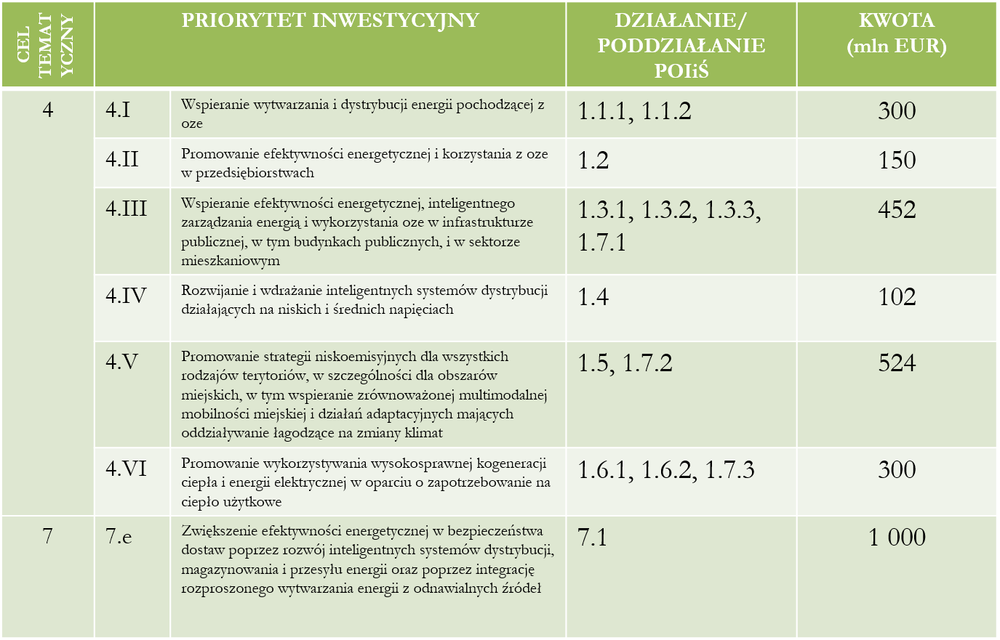 CEL
TEMAT
YCZNY
PRIORYTET INWESTYCYJNY
DZIAŁANIE/
PODDZIAŁANIE
POIiŚ
KWOTA
(mln EUR)
4
4.I
Wspieranie wytwarzania i dystrybucji energii pochodzącej z
oze
1.1.1, 1.1.2
300
4.II
Promowanie efektywności energetycznej i korzystania z oze
w przedsiębiorstwach
1.2
150
4.III
Wspieranie efektywności energetycznej, inteligentnego
zarządzania energią i wykorzystania oze w infrastrukturze
publicznej, w tym budynkach publicznych, i w sektorze
mieszkaniowym
1.3.1, 1.3.2, 1.3.3,
1.7.1
452
4.IV
Rozwijanie i wdrażanie inteligentnych systemów dystrybucji
działających na niskich i średnich napięciach
1.4
102
4.V
Promowanie strategii niskoemisyjnych dla wszystkich
rodzajów terytoriów, w szczególności dla obszarów
miejskich, w tym wspieranie zrównoważonej multimodalnej
mobilności miejskiej i działań adaptacyjnych mających
oddziaływanie łagodzące na zmiany klimat
1.5, 1.7.2
524
4.VI
Promowanie wykorzystywania wysokosprawnej kogeneracji
ciepła i energii elektrycznej w oparciu o zapotrzebowanie na
ciepło użytkowe
1.6.1, 1.6.2, 1.7.3
300
7
7.e
Zwiększenie efektywności energetycznej w bezpieczeństwa
dostaw poprzez rozwój inteligentnych systemów dystrybucji,
magazynowania i przesyłu energii oraz poprzez integrację
rozproszonego wytwarzania energii z odnawialnych źródeł
7.1
1 000